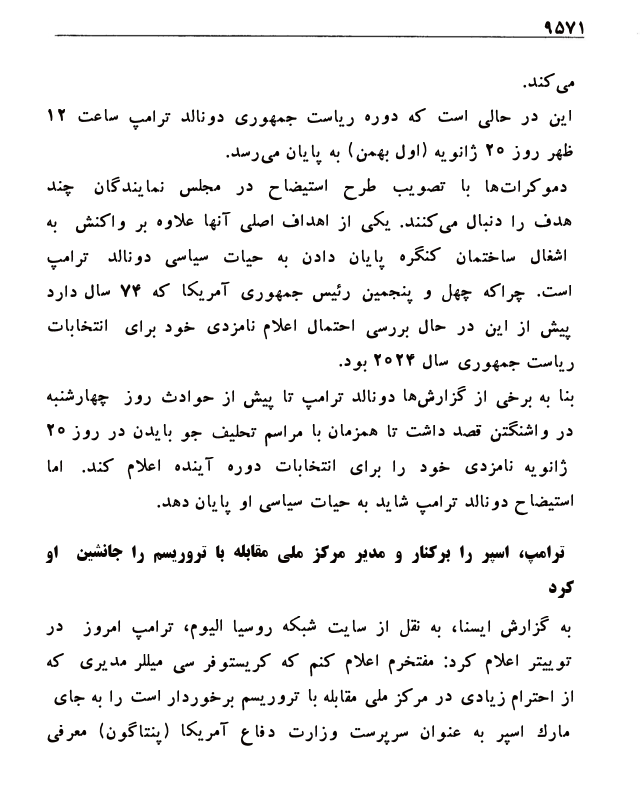 ۹۵۷۱
می‌کند.
این در حالی است که دوره ریاست جمهوری دونالد ترامپ ساعت ۱۲
ظهر روز ۲۰ ژانویه (اول بهمن) به پایان می‌رسد.
دموکرات‌ها با تصویب طرح استیضاح در مجلس نمایندگان چند
هدف را دنبال می‌کنند. یکی از اهداف اصلی آنها علاوه بر واکنش به
اشغال ساختمان کنگره پایان دادن به حیات سیاسی دونالد ترامپ
است. چراکه چهل و پنجمین رئیس جمهوری آمریکا که ۷۴ سال دارد
پیش از این در حال بررسی احتمال اعلام نامزدی خود برای انتخابات
ریاست جمهوری سال ۲۰۲۴ بود.
بنا به برخی از گزارش‌ها دونالد ترامپ تا پیش از حوادث روز چهارشنبه
در واشنگتن قصد داشت تا همزمان با مراسم تحلیف جو بایدن در روز ۲۰
ژانویه نامزدی خود را برای انتخابات دوره آینده اعلام کند. اما
استیضاح دونالد ترامپ شاید به حیات سیاسی او پایان دهد.
ترامپ، اسپر را برکنار و مدیر مرکز ملی مقابله با تروریسم را جانشین او
کرد
به گزارش ایسنا، به نقل از سایت شبکه روسیا الیوم، ترامپ امروز در
توییتر اعلام کرد: مفتخرم اعلام کنم که کریستوفر سی میللر مدیری که
از احترام زیادی در مرکز ملی مقابله با تروریسم برخوردار است را به جای
مارك اسپر به عنوان سرپرست وزارت دفاع آمریکا (پنتاگون) معرفی